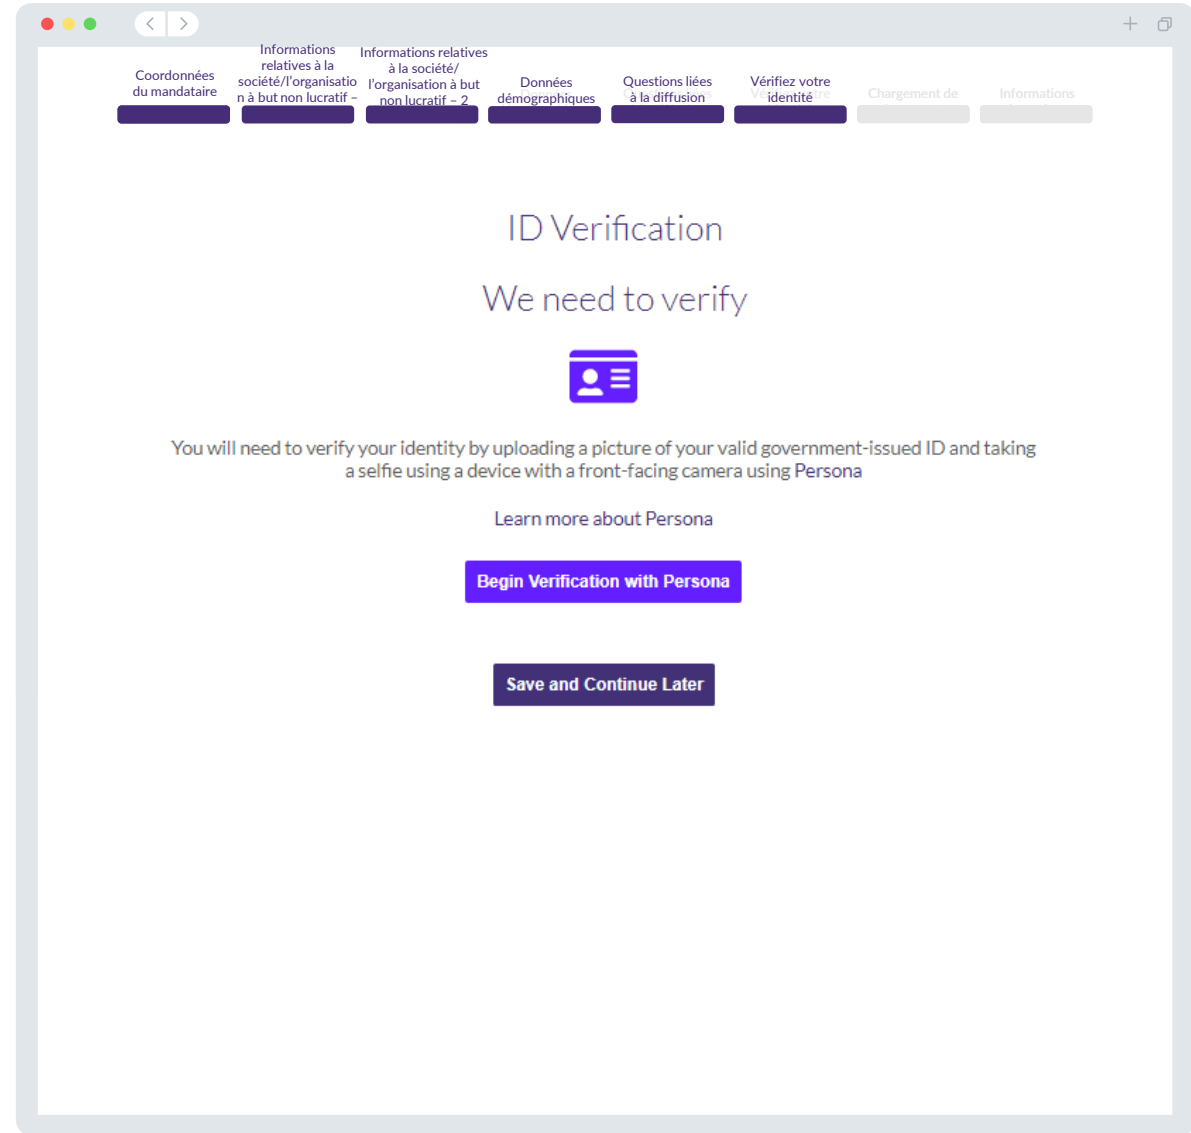 Coordonnées
du mandataire
Informations
relatives à la
société/l'organisatio
n à but non lucratif –
Informations relatives
à la société/
l'organisation à but
non lucratif – 2
Données
démographiques
Questions liées
à la diffusion
Vérifiez votre
identité
Chargement de
Informations
ID Verification
We need to verify
You will need to verify your identity by uploading a picture of your valid government-issued ID and taking
a selfie using a device with a front-facing camera using Persona
Learn more about Persona
Begin Verification with Persona
Save and Continue Later